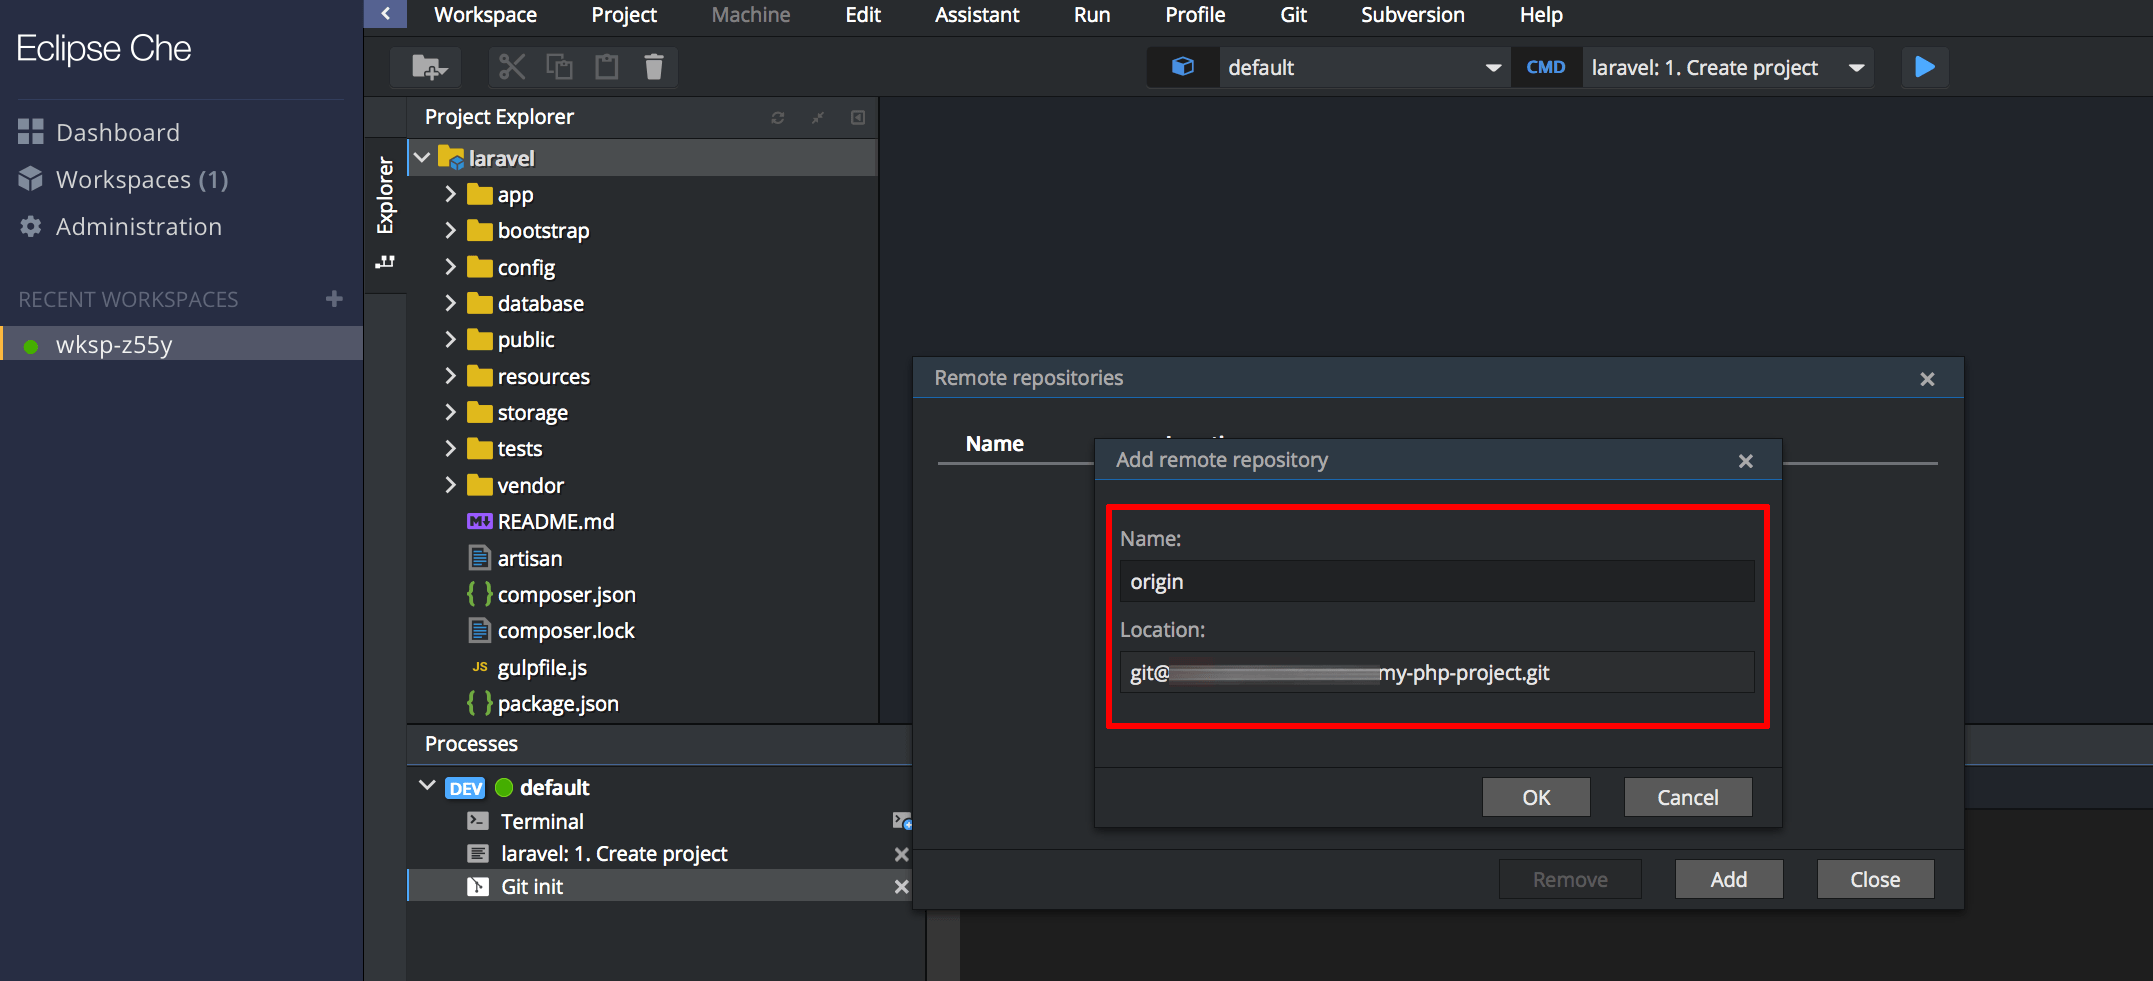 Eclipse Che
Dashboard
Workspaces (1)
Administration
RECENT WORKSPACES
wksp-z55y
Workspace Project Machine Edit Assistant Run Profile Git Subversion Help
default CMD laravel: 1. Create project
Explorer
Project Explorer
laravel
app
bootstrap
config
database
public
resources
storage
tests
vendor
M README.md
artisan
{ } composer.json
composer.lock
JS gulpfile.js
{ } package.json
Processes
DEV default
Terminal
laravel: 1. Create project
Git init
Remote repositories
Name
Add remote repository
Name:
origin
Location:
git@ my-php-project.git
OK Cancel
Remove Add Close